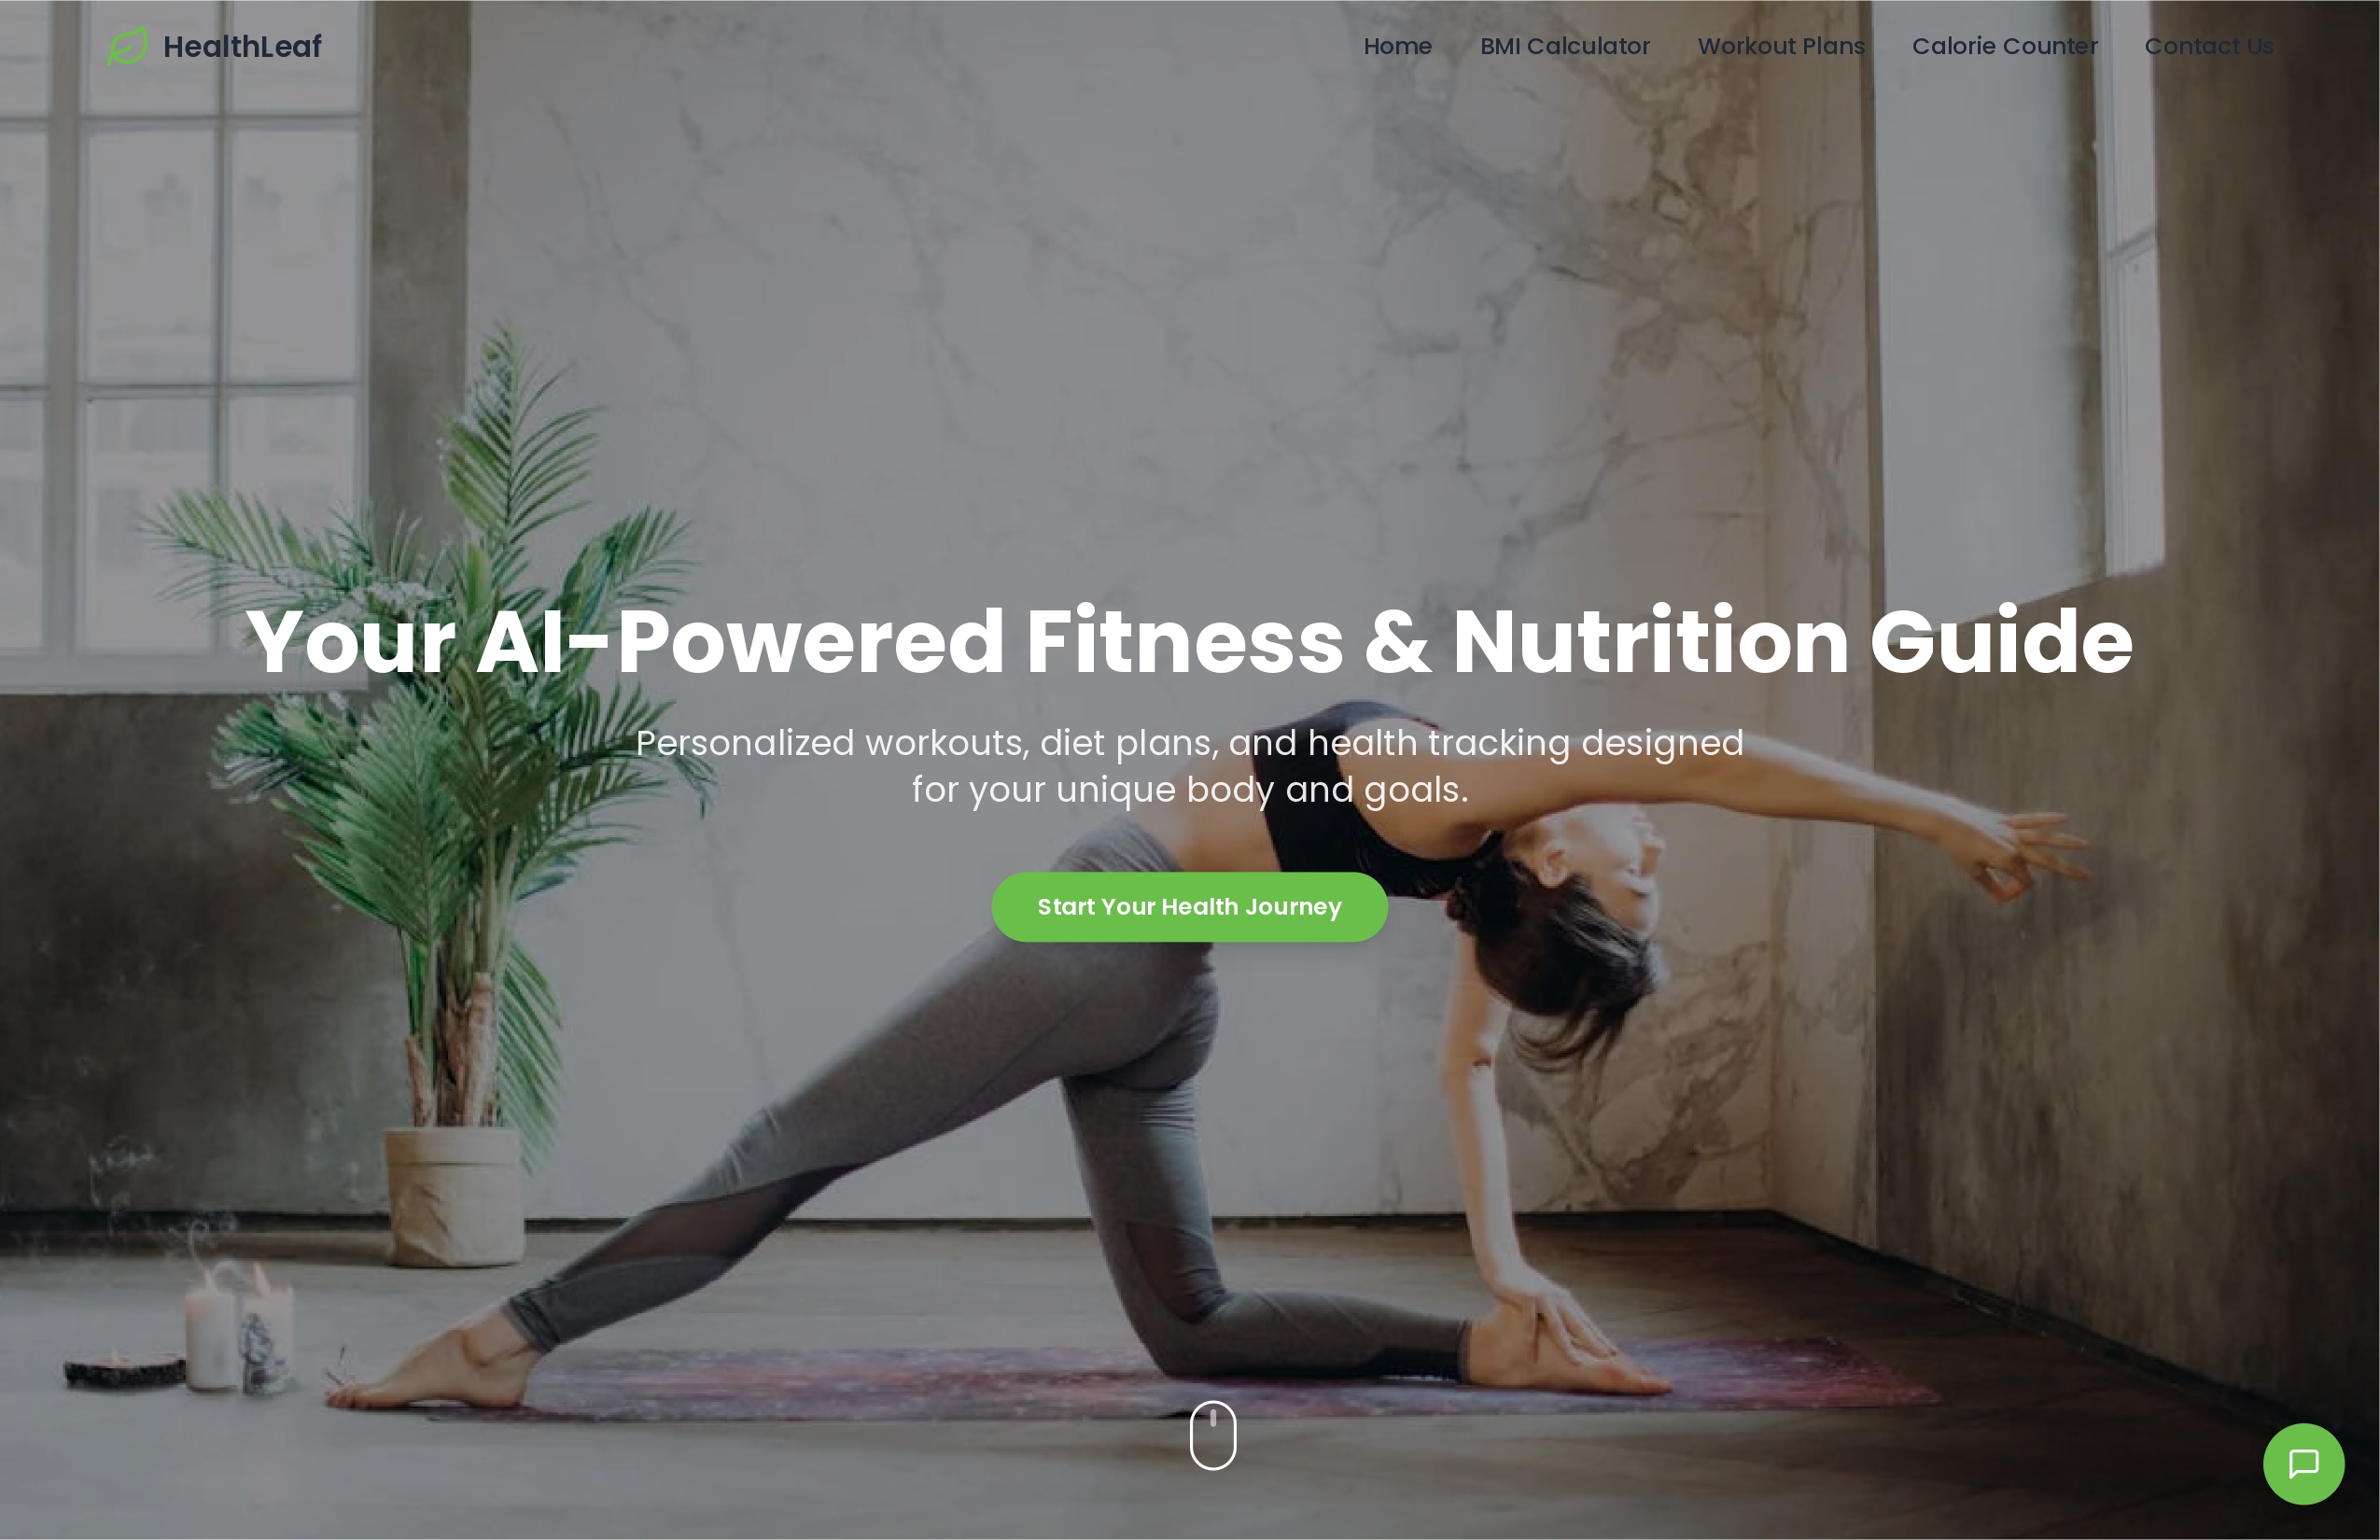 HealthLeaf
Home
BMI Calculator
Workout Plans
Calorie Counter
Contact Us
Your AI-Powered Fitness & Nutrition Guide
Personalized workouts, diet plans, and health tracking designed
for your unique body and goals.
Start Your Health Journey